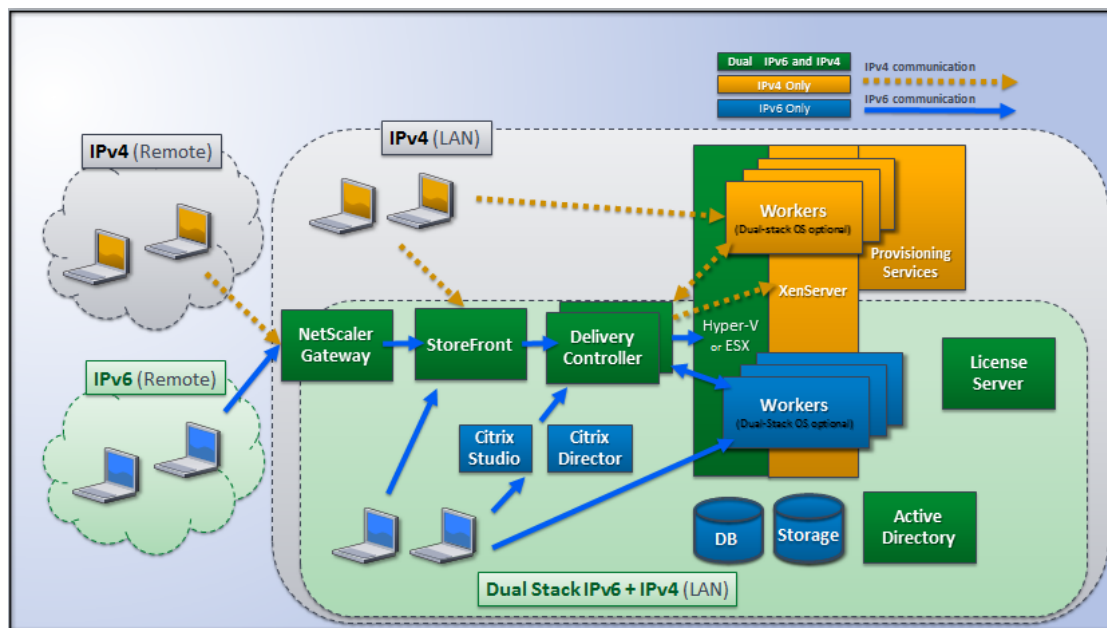 Dual IPv6 and IPv4
IPv4 communication
IPv4 Only
IPv6 communication
IPv6 Only
IPv4 (Remote)
IPv4 (LAN)
Workers
(Dual-stack OS optional)
Provisioning
Services
XenServer
NetScaler
Gateway
StoreFront
Delivery
Controller
Hyper-V
or ESX
License
Server
IPv6 (Remote)
Workers
(Dual-Stack OS optional)
Citrix
Studio
Citrix
Director
DB
Storage
Active
Directory
Dual Stack IPv6 + IPv4 (LAN)